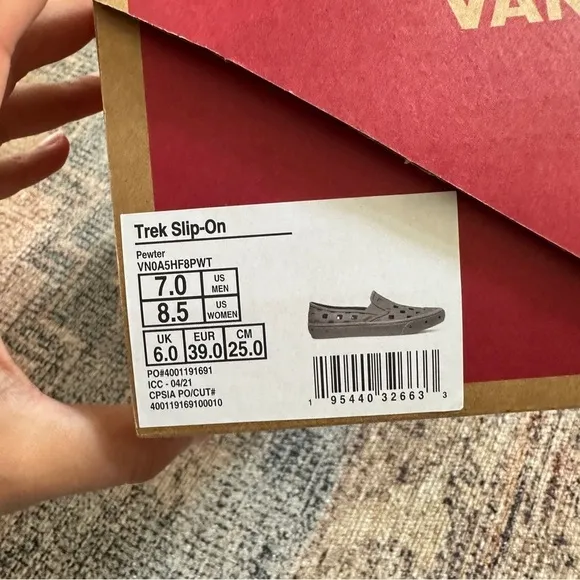 VAN
Trek Slip-On
Pewter
VN0A5HF8PWT
7.0 US MEN
8.5 US WOMEN
UK 6.0 EUR 39.0 CM 25.0
PO#4001191691
ICC - 04/21
CPSIA PO/CUT#
400119169100010
1 95440 32663 3